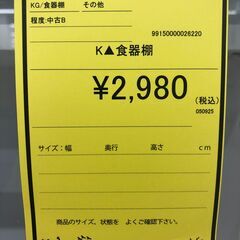 KG/食器棚 その他
程度:中古B
99150000026220
K▲食器棚
¥2,980
(税込)
050925
サイズ:幅 奥行 高さ cm
商品のサイズ、状態を よくご確認下さい。